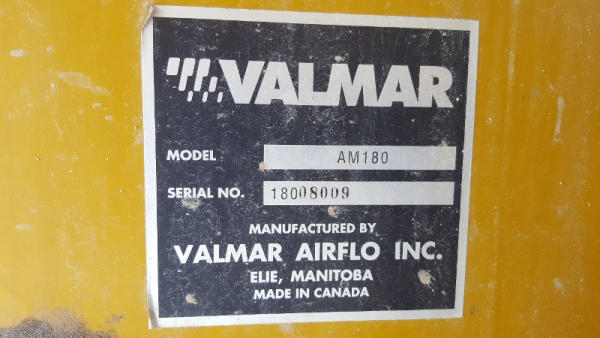 VALMAR
MODEL AM180
SERIAL NO. 18008009
MANUFACTURED BY
VALMAR AIRFLO INC.
ELIE, MANITOBA
MADE IN CANADA